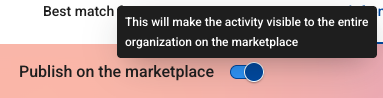 Best match
This will make the activity visible to the entire
organization on the marketplace
Publish on the marketplace